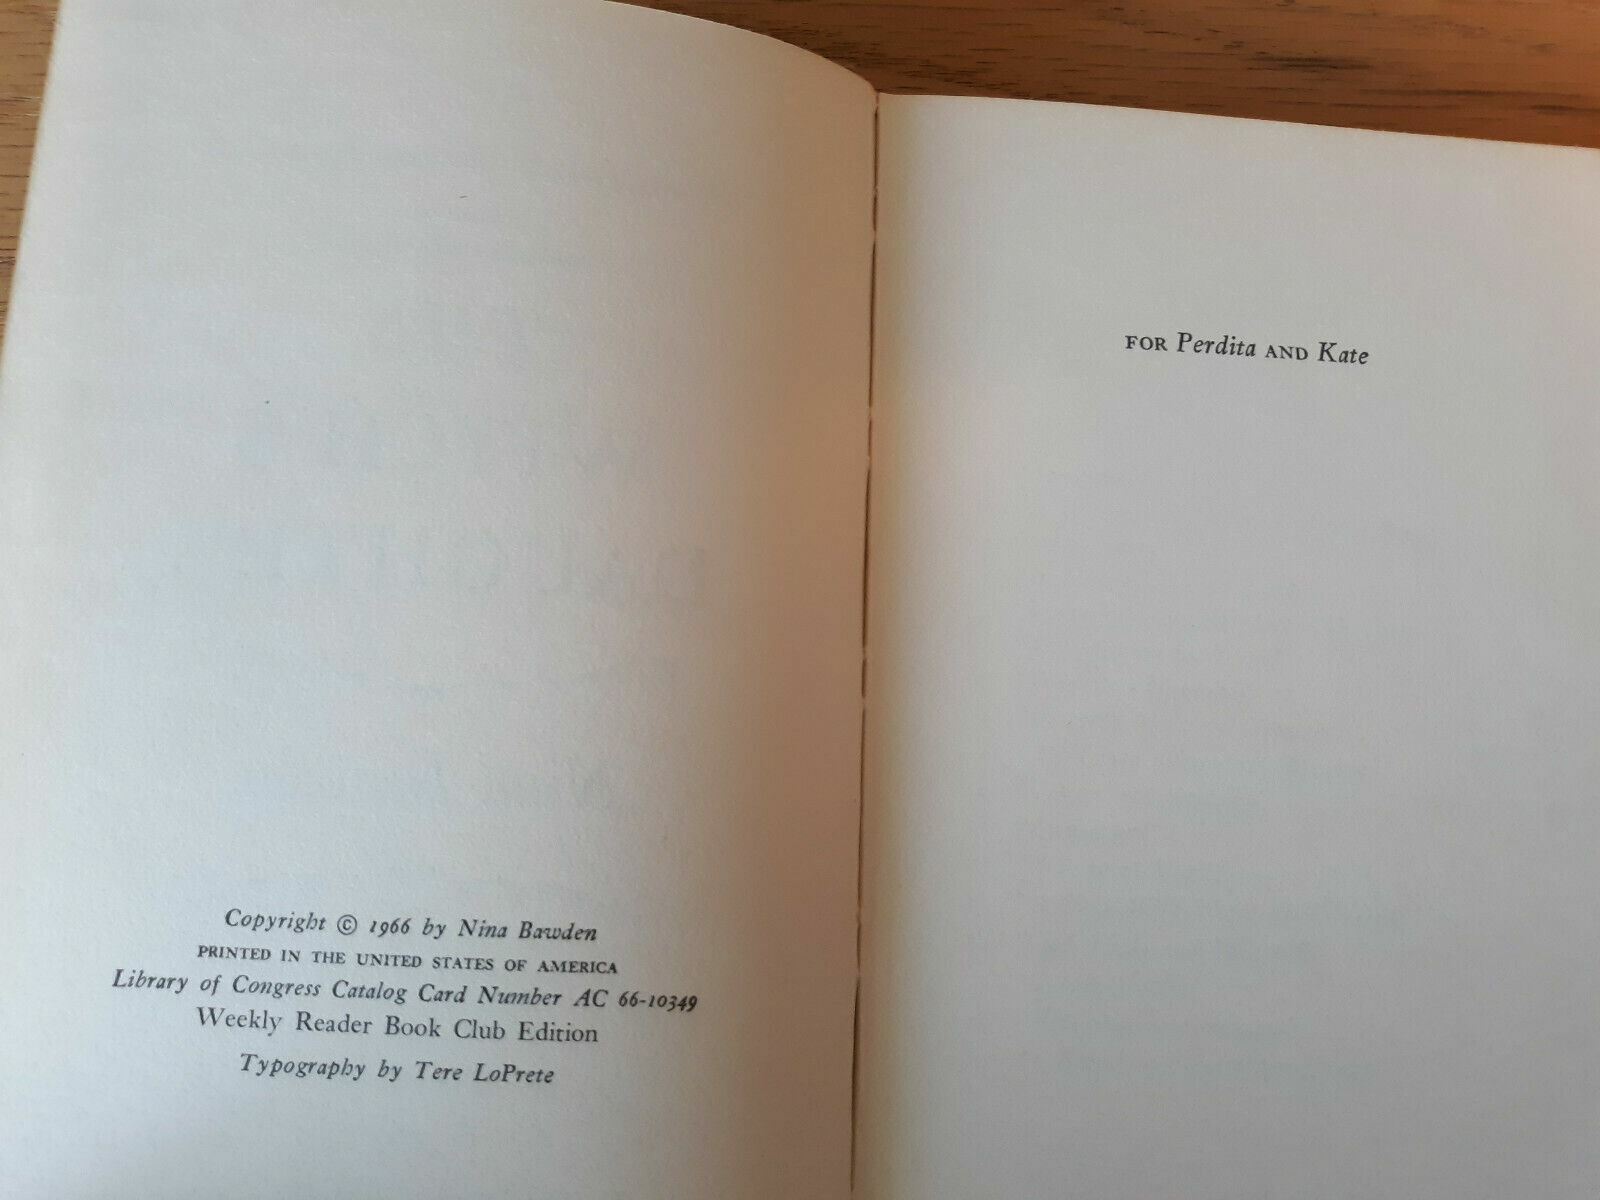 Copyright © 1966 by Nina Bawden
PRINTED IN THE UNITED STATES OF AMERICA
Library of Congress Catalog Card Number AC 66-10349
Weekly Reader Book Club Edition
Typography by Tere LoPrete
FOR Perdita AND Kate